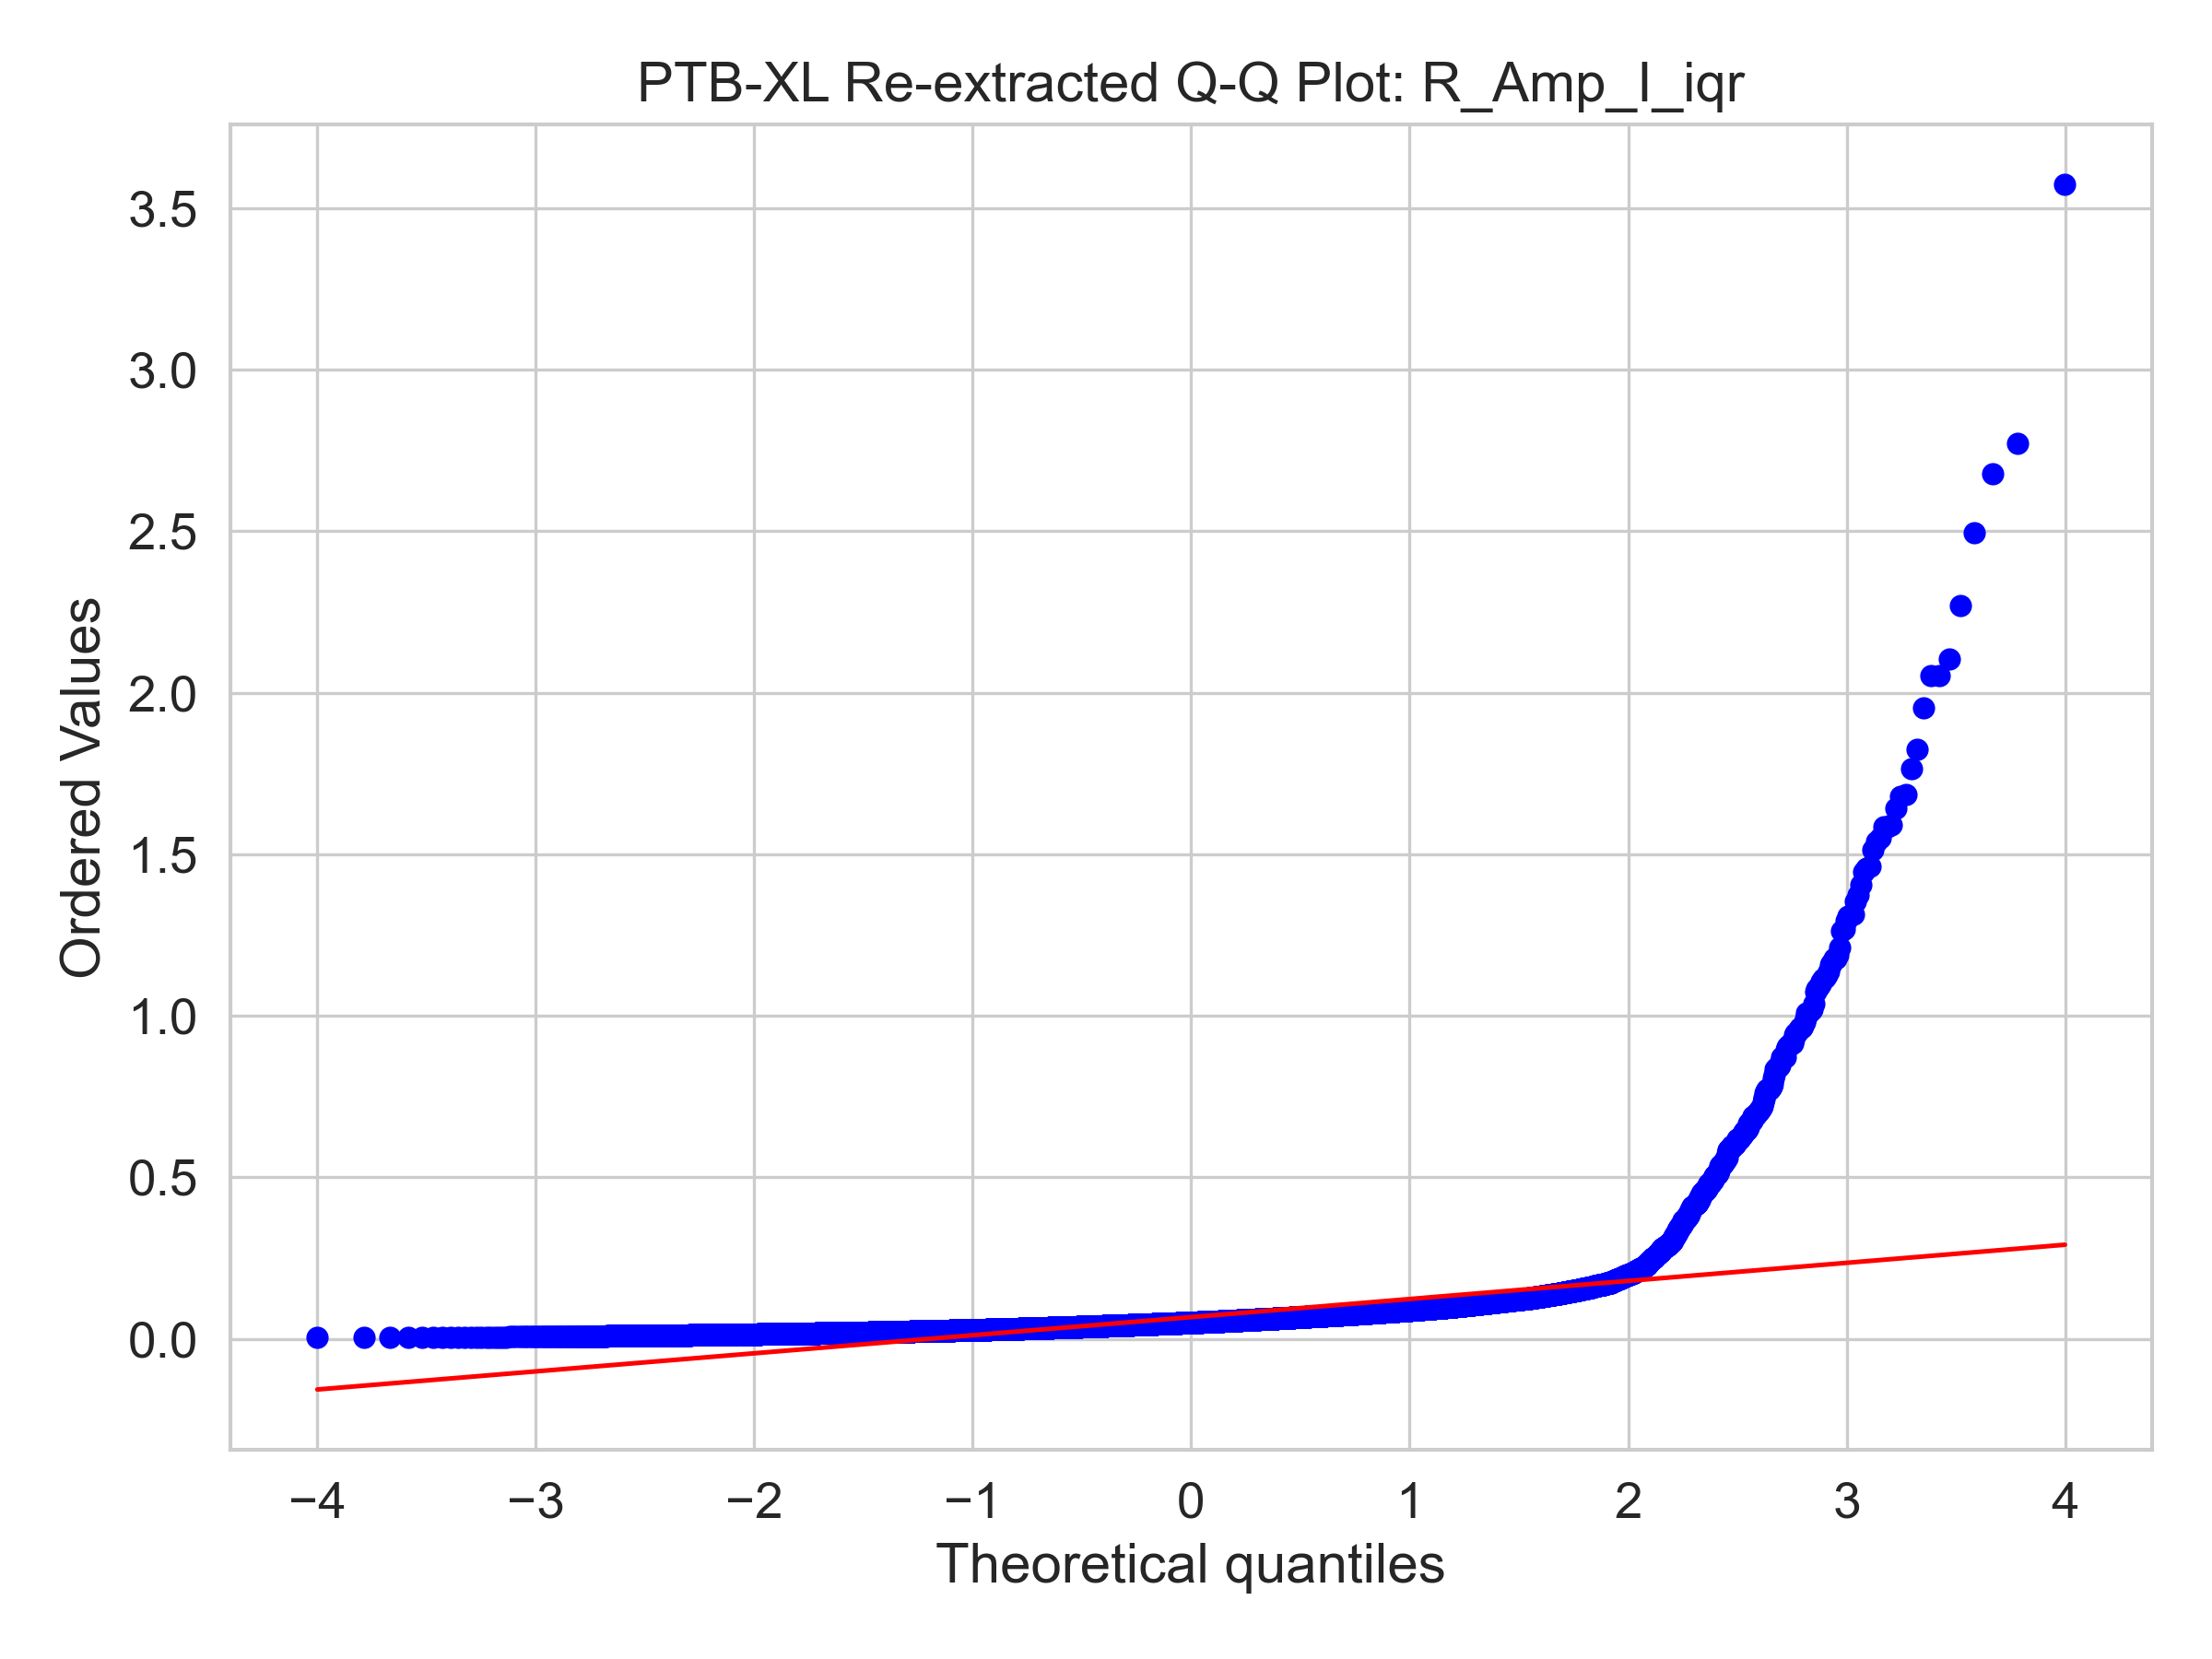 PTB-XL Re-extracted Q-Q Plot: R_Amp_I_iqr
3.5
3.0
2.5
2.0
1.5
1.0
0.5
0.0
Ordered Values
−4 −3 −2 −1 0 1 2 3 4
Theoretical quantiles